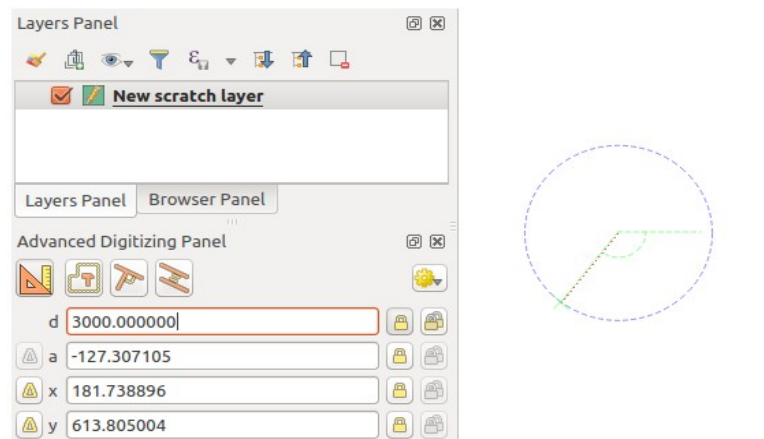 Layers Panel
New scratch layer
Layers Panel Browser Panel
Advanced Digitizing Panel
d 3000.000000
a -127.307105
x 181.738896
y 613.805004